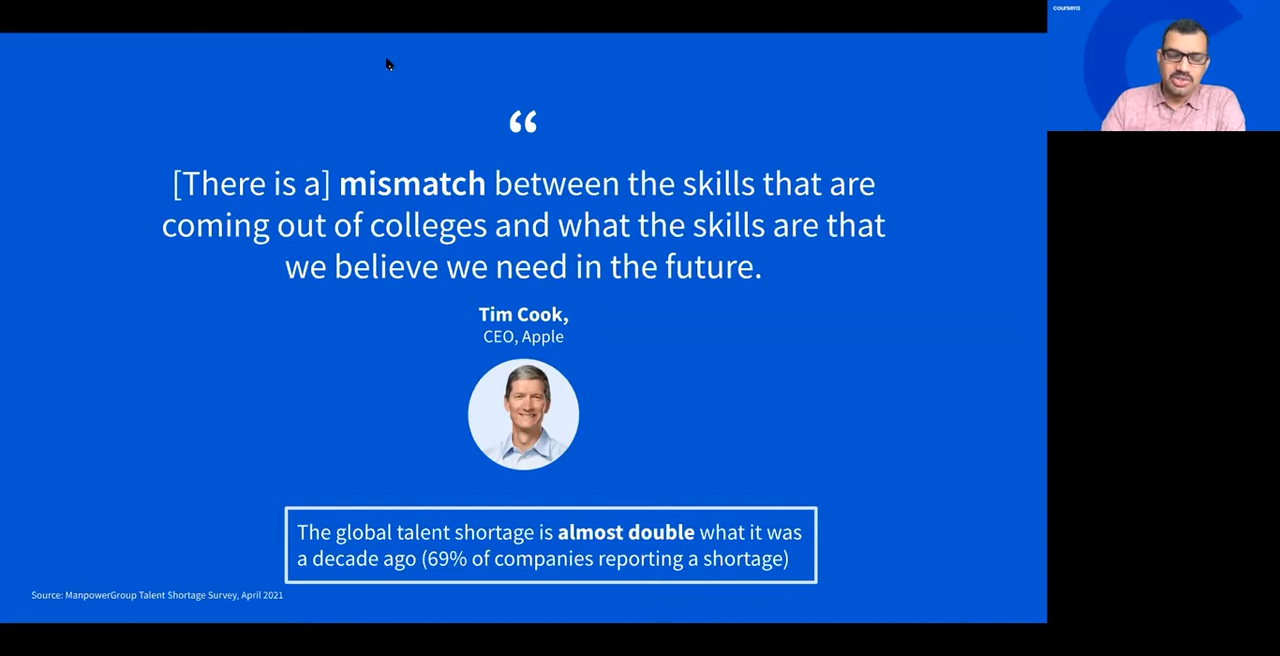 coursera
“
[There is a] mismatch between the skills that are
coming out of colleges and what the skills are that
we believe we need in the future.
Tim Cook,
CEO, Apple
The global talent shortage is almost double what it was
a decade ago (69% of companies reporting a shortage)
Source: ManpowerGroup Talent Shortage Survey, April 2021